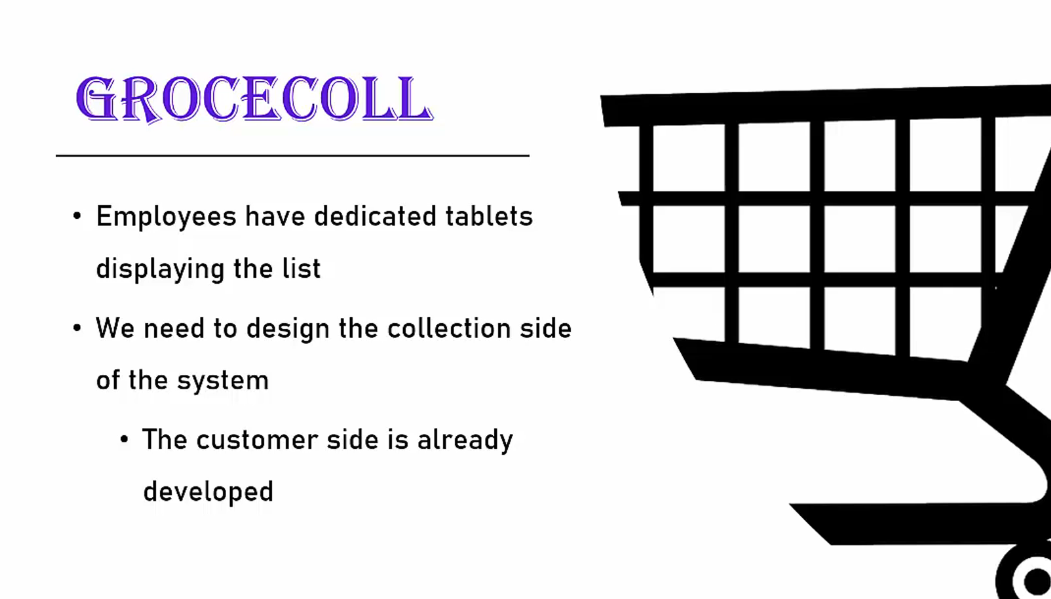 GROCECOLL
• Employees have dedicated tablets
displaying the list
• We need to design the collection side
of the system
• The customer side is already
developed